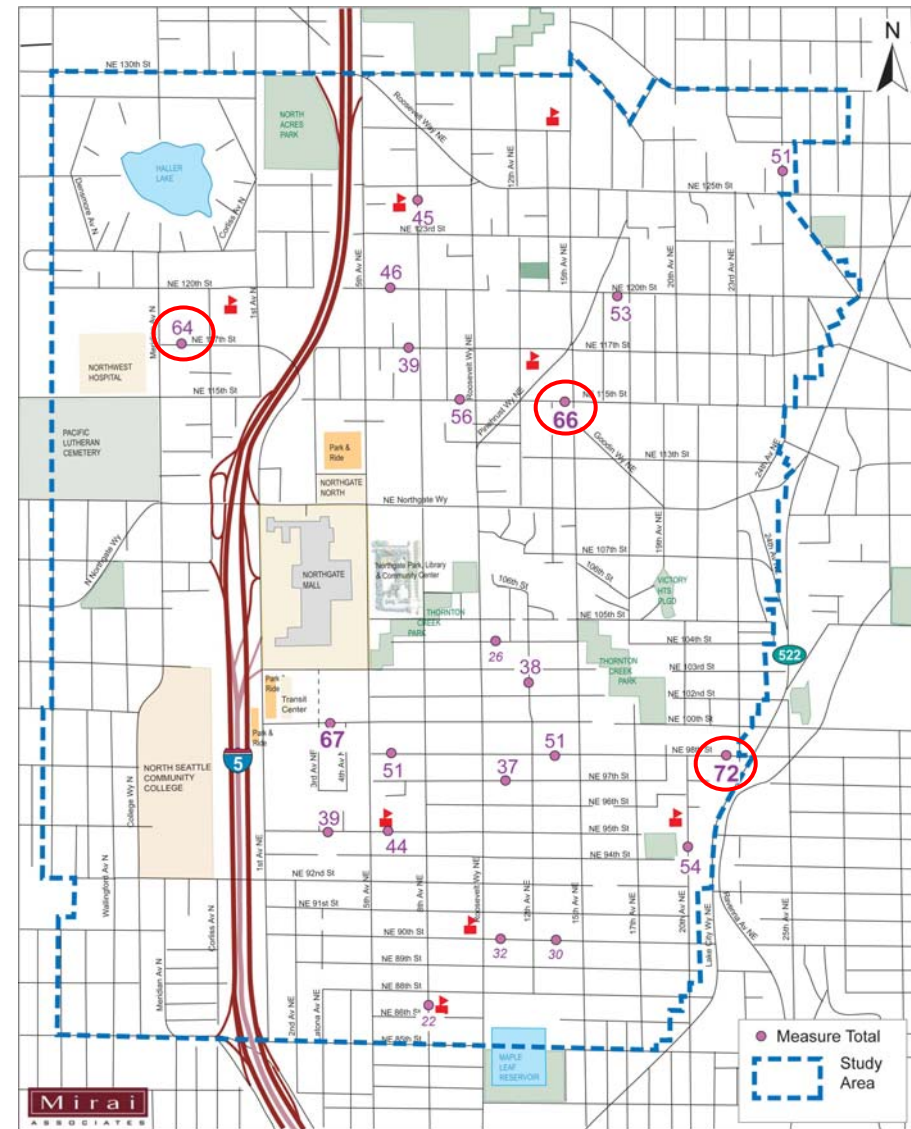 N
NE 130th St
Roosevelt Way NE
12th Av NE
NORTH
ACRES
PARK
HALLER
LAKE
Densmore Av N
Corliss Av N
51
NE 125th St
45
NE 123rd St
5th Av NE
15th Av NE
20th Av NE
23rd Av NE
46
NE 120th St
1st Av N
NE 120th St
53
Meridian Av N
64
NE 117th St
39
NE 117th St
NORTHWEST
HOSPITAL
NE 115th St
Roosevelt Wy NE
56
Pinehurst Wy NE
NE 115th St
66
Goodin Wy NE
PACIFIC
LUTHERAN
CEMETERY
Park &
Ride
NORTHGATE
NORTH
NE 113th St
24th Av NE
NE Northgate Wy
N Northgate Wy
NORTHGATE
MALL
Northgate Park, Library
& Community Center
NE 107th St
19th Av NE
24th Av NE
106th St
106th St
VICTORY
HTS
PLGD
THORNTON
CREEK
PARK
NE 105th St
26
NE 104th St
522
38
THORNTON
CREEK
PARK
NE 103rd St
NE 102nd St
Park
Ride
Transit
Center
NE 100th St
Park &
Ride
67
3rd Av NE
4th Av N
5
51
51
NE 98th St
72
NORTH SEATTLE
COMMUNITY
COLLEGE
College Wy N
37
NE 97th St
NE 96th St
39
44
NE 95th St
1st Av NE
NE 94th St
54
NE 92nd St
Wallingford Av N
5th Av NE
8th Av NE
Roosevelt Wy NE
12th Av NE
15th Av NE
17th Av NE
20th Av NE
Lake City Wy NE
Ravenna Av NE
25th Av NE
NE 91st St
Corliss Av N
NE 90th St
32
30
NE 89th St
Meridian Av N
2nd Av NE
Latona Av NE
NE 88th St
NE 86th St
22
NE 85th St
MAPLE
LEAF
RESERVOIR
Measure Total
Study
Area
Mirai
ASSOCIATES